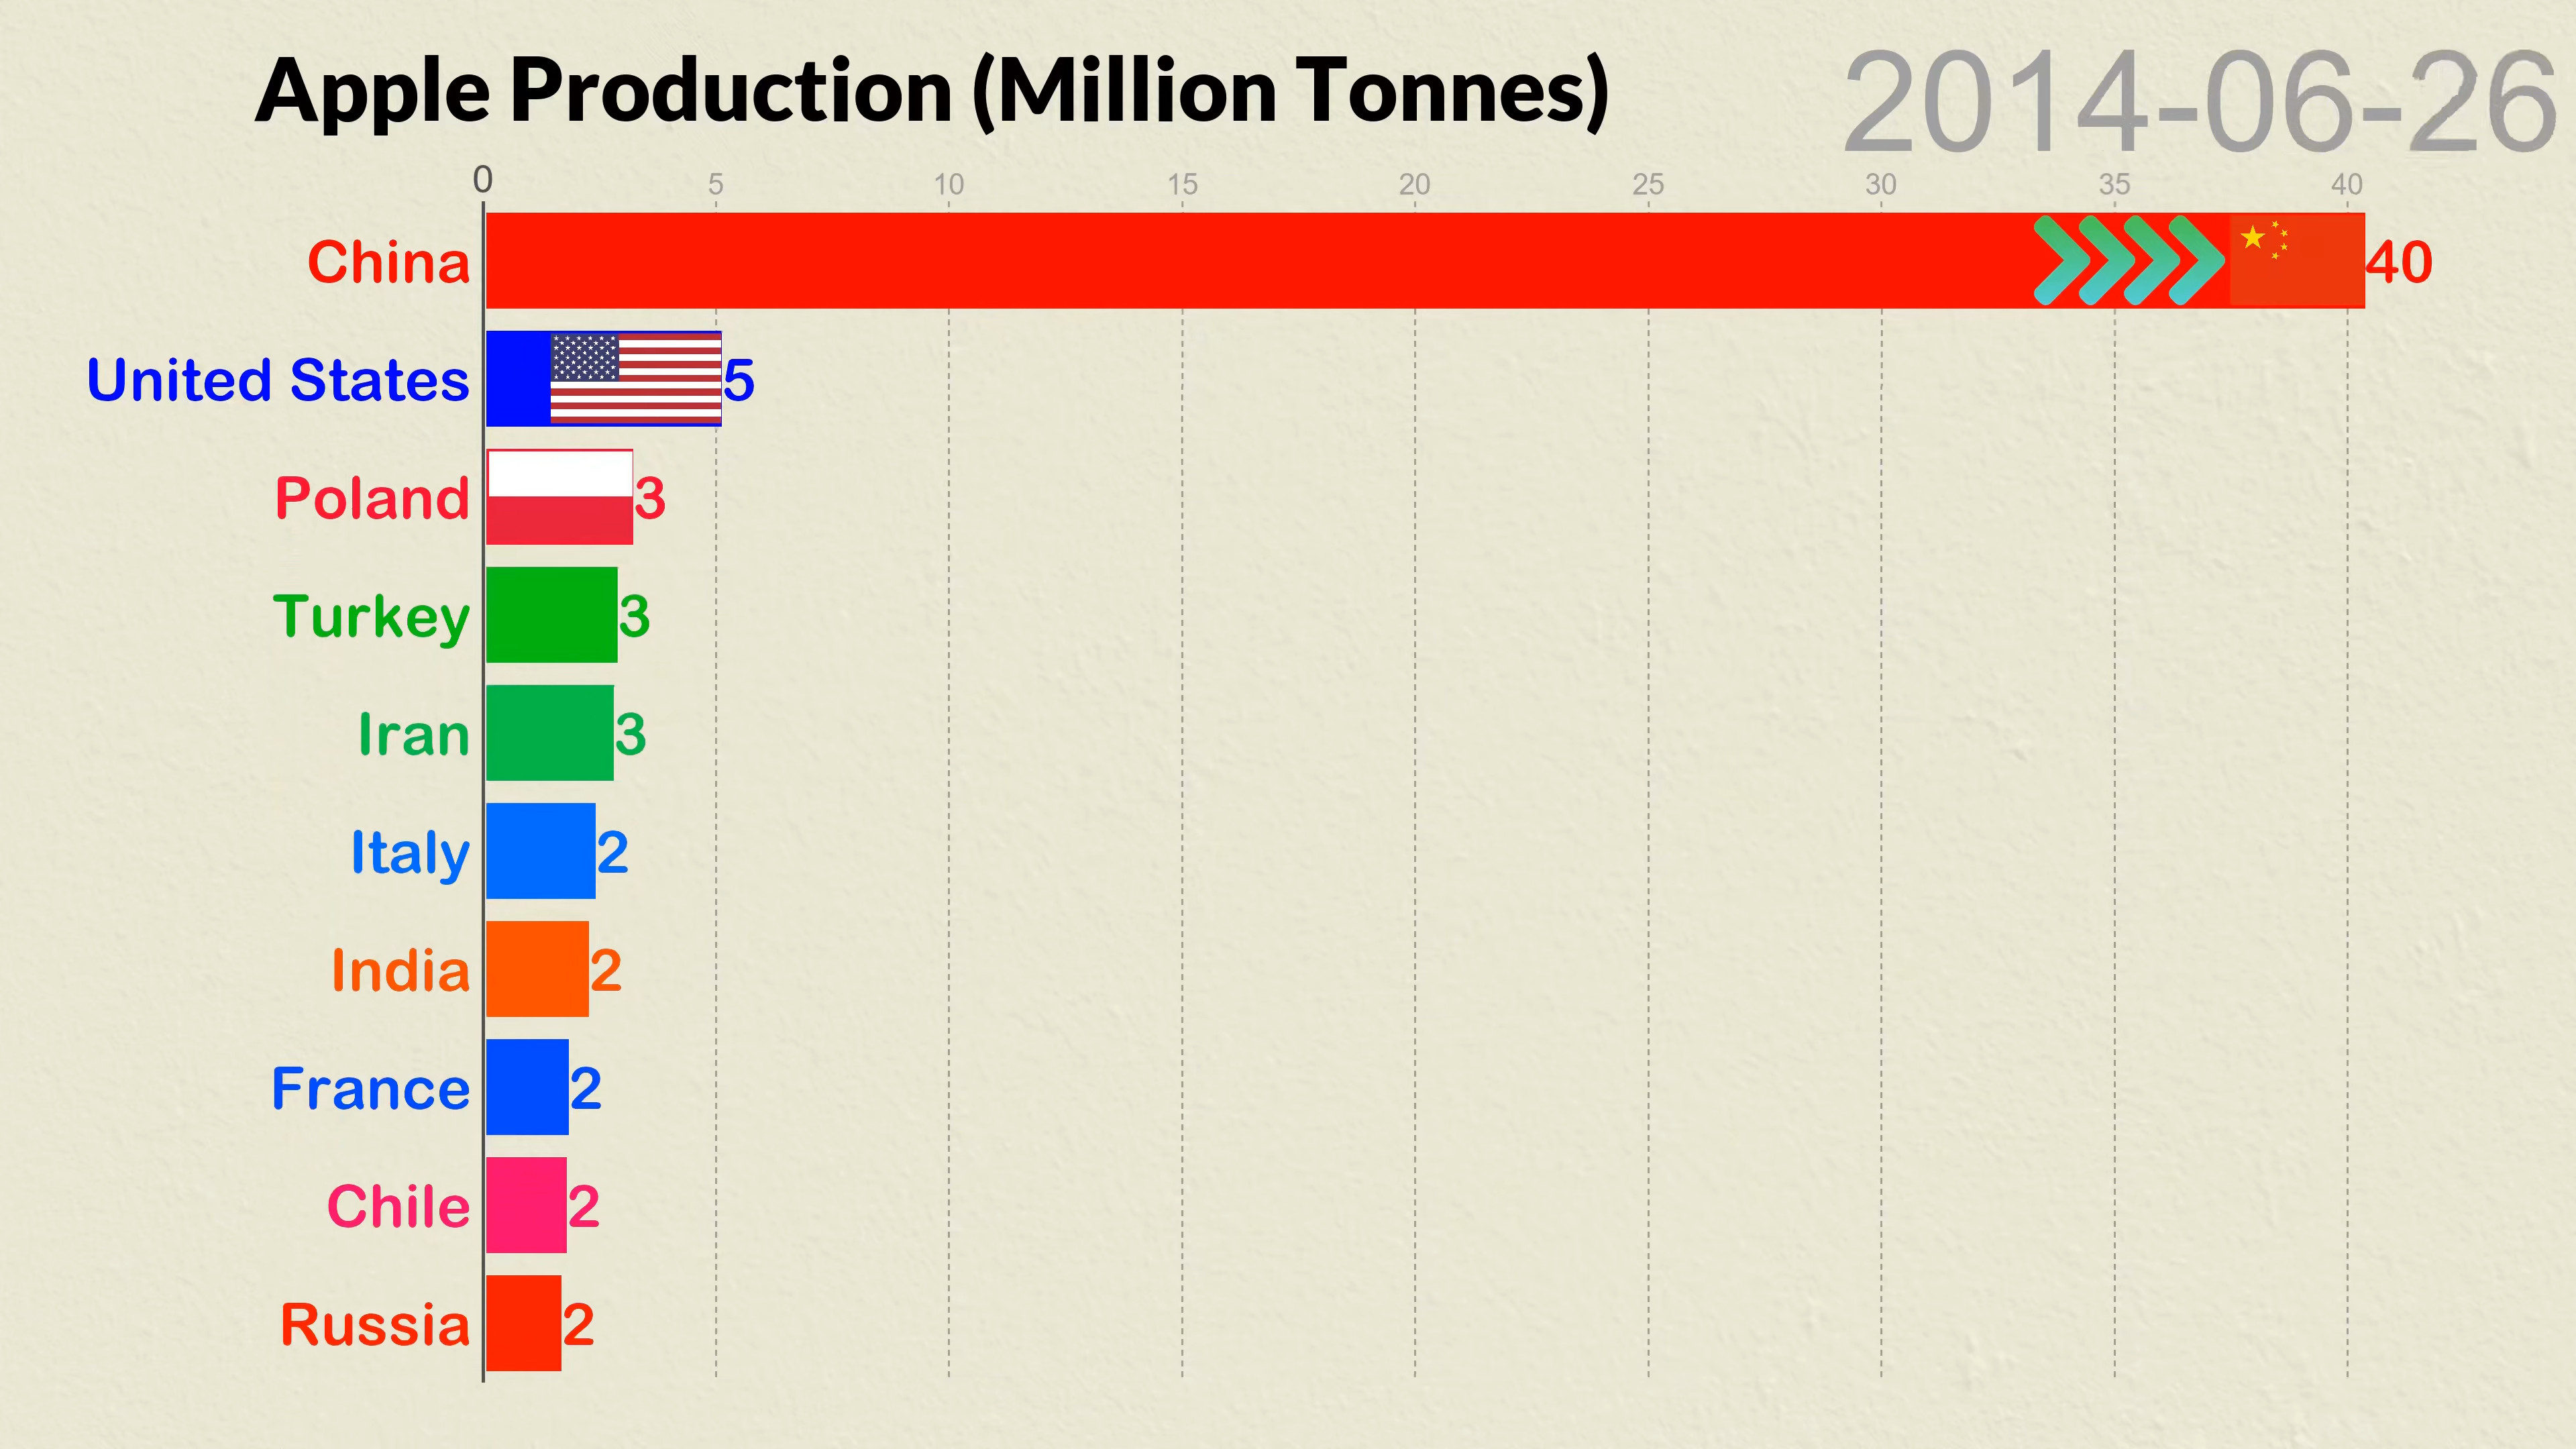 Apple Production (Million Tonnes)
2014-06-26
0 5 10 15 20 25 30 35 40
China 40
United States 5
Poland 3
Turkey 3
Iran 3
Italy 2
India 2
France 2
Chile 2
Russia 2